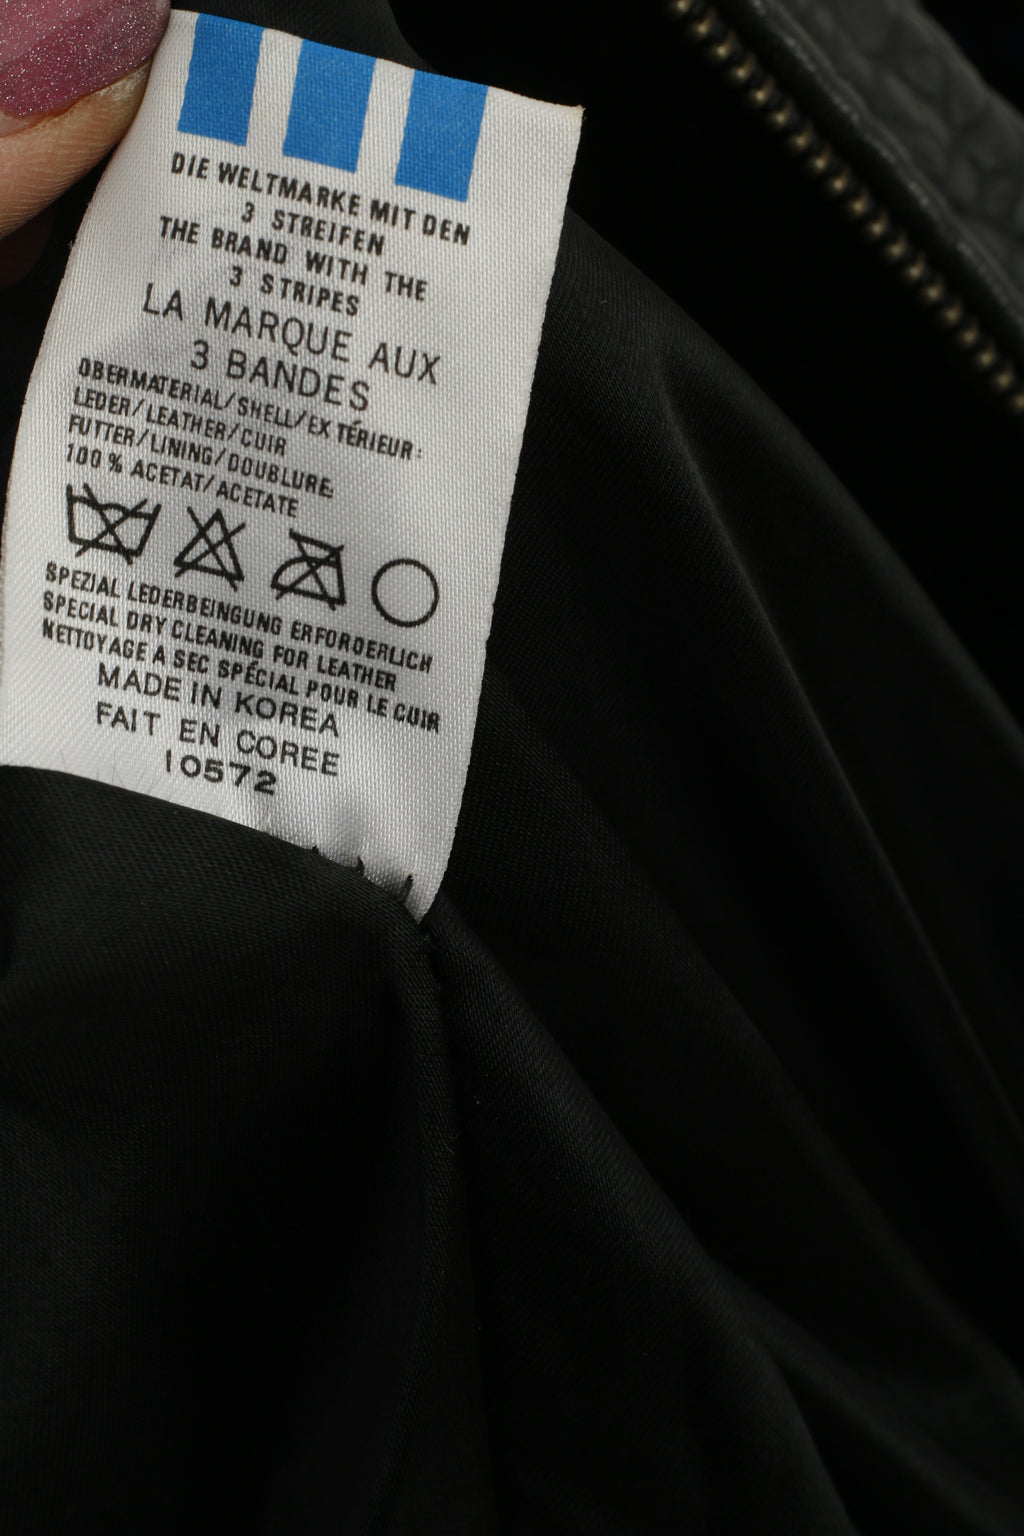 DIE WELTMARKE MIT DEN
3 STREIFEN
THE BRAND WITH THE
3 STRIPES
LA MARQUE AUX
3 BANDES
OBERMATERIAL/SHELL/EXTÉRIEUR:
LEDER/LEATHER/CUIR
FUTTER/LINING/DOUBLURE:
100 % ACETAT/ACETATE
SPEZIAL LEDERBEINGUNG ERFORDERLICH
SPECIAL DRY CLEANING FOR LEATHER
NETTOYAGE A SEC SPÉCIAL POUR LE CUIR
MADE IN KOREA
FAIT EN COREE
10572